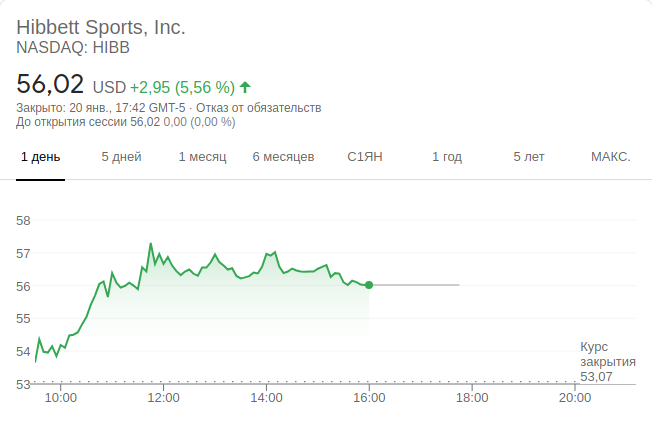 Hibbett Sports, Inc.
NASDAQ: HIBB
56,02 USD +2,95 (5,56 %)
Закрыто: 20 янв., 17:42 GMT-5 · Отказ от обязательств
До открытия сессии 56,02 0,00 (0,00 %)
1 день 5 дней 1 месяц 6 месяцев С1ЯН 1 год 5 лет МАКС.
58
57
56
55
54
Курс
закрытия
53,07
53
10:00 12:00 14:00 16:00 18:00 20:00